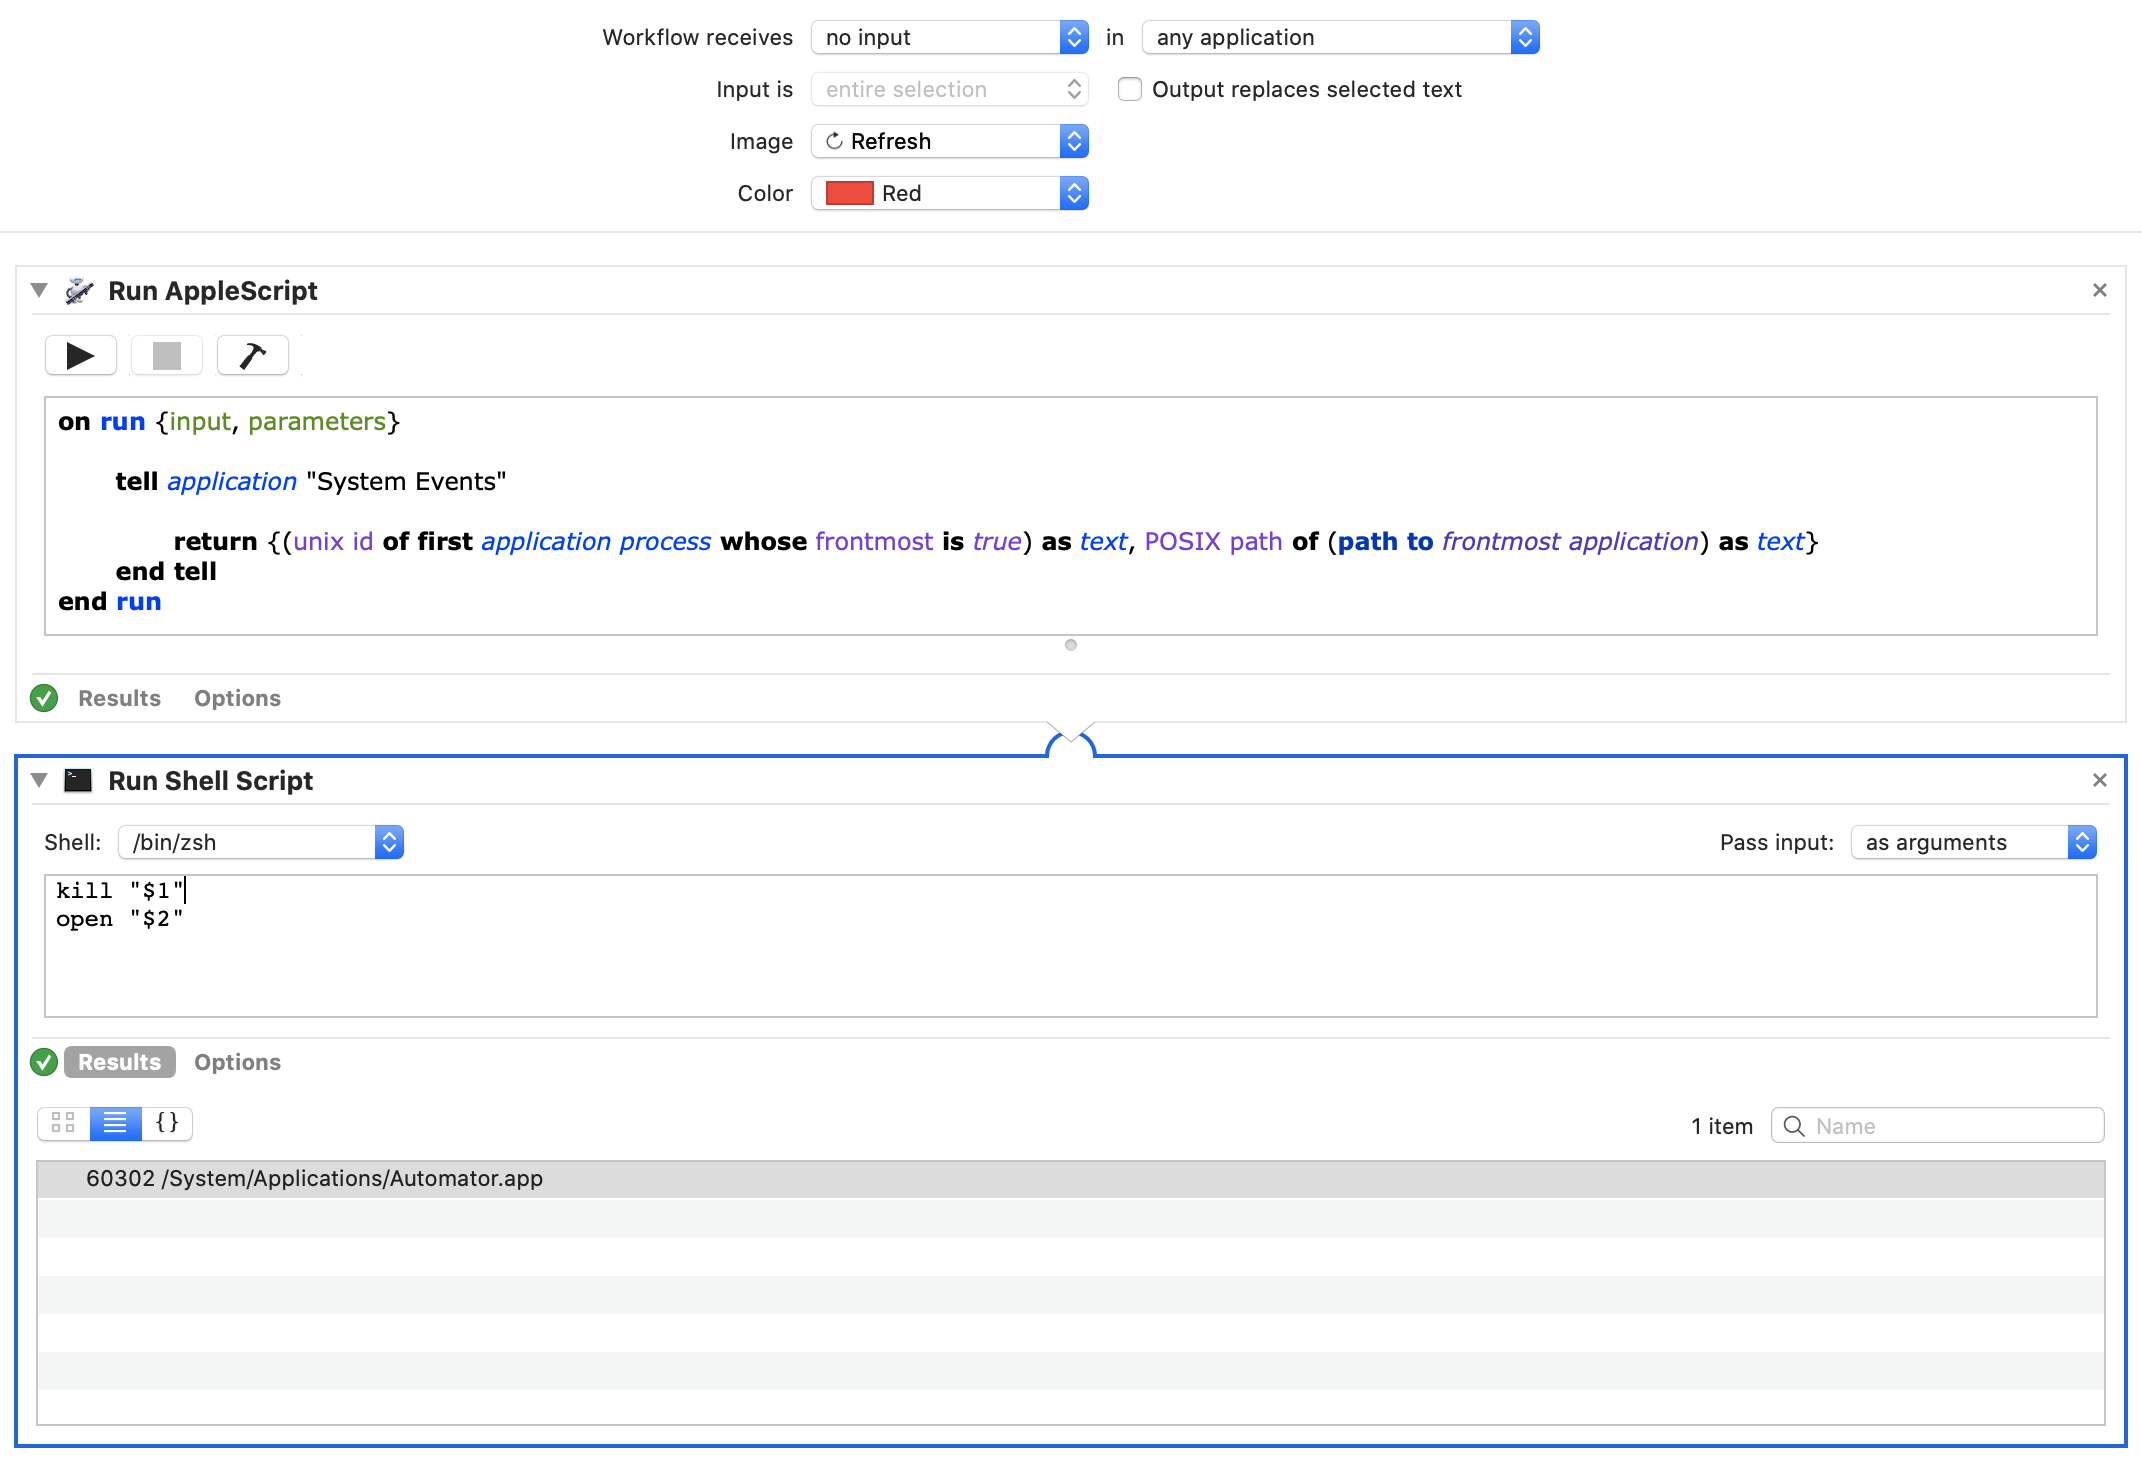 Workflow receives no input in any application
Input is entire selection Output replaces selected text
Image Refresh
Color Red
Run AppleScript
on run {input, parameters}
tell application "System Events"
return {(unix id of first application process whose frontmost is true) as text, POSIX path of (path to frontmost application) as text}
end tell
end run
Results Options
Run Shell Script
Shell: /bin/zsh Pass input: as arguments
kill "$1"
open "$2"
Results Options
{} 1 item Name
60302 /System/Applications/Automator.app